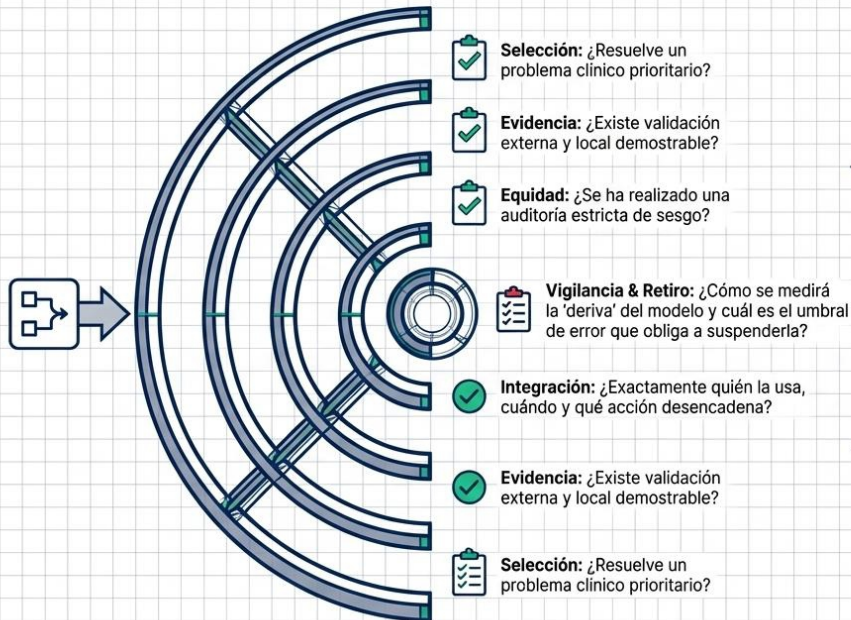 Selección: ¿Resuelve un
problema clínico prioritario?
Evidencia: ¿Existe validación
externa y local demostrable?
Equidad: ¿Se ha realizado una
auditoría estricta de sesgo?
Vigilancia & Retiro: ¿Cómo se medirá
la 'deriva' del modelo y cuál es el umbral
de error que obliga a suspenderla?
Integración: ¿Exactamente quién la usa,
cuándo y qué acción desencadena?
Evidencia: ¿Existe validación
externa y local demostrable?
Selección: ¿Resuelve un
problema clínico prioritario?